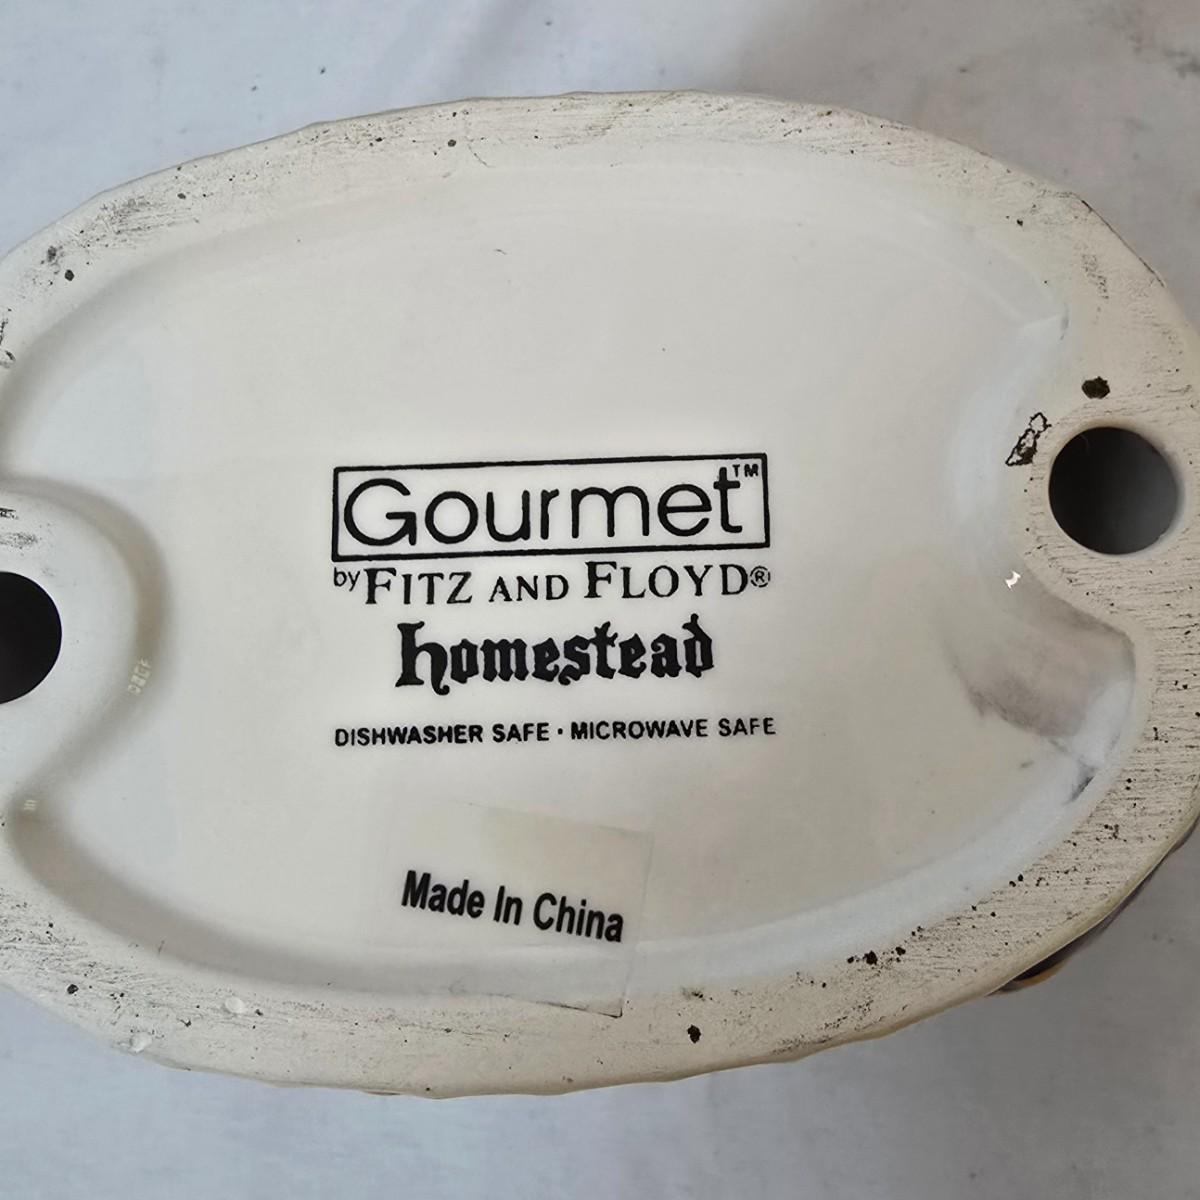 Gourmet™
by FITZ AND FLOYD®
homestead
DISHWASHER SAFE • MICROWAVE SAFE
Made In China